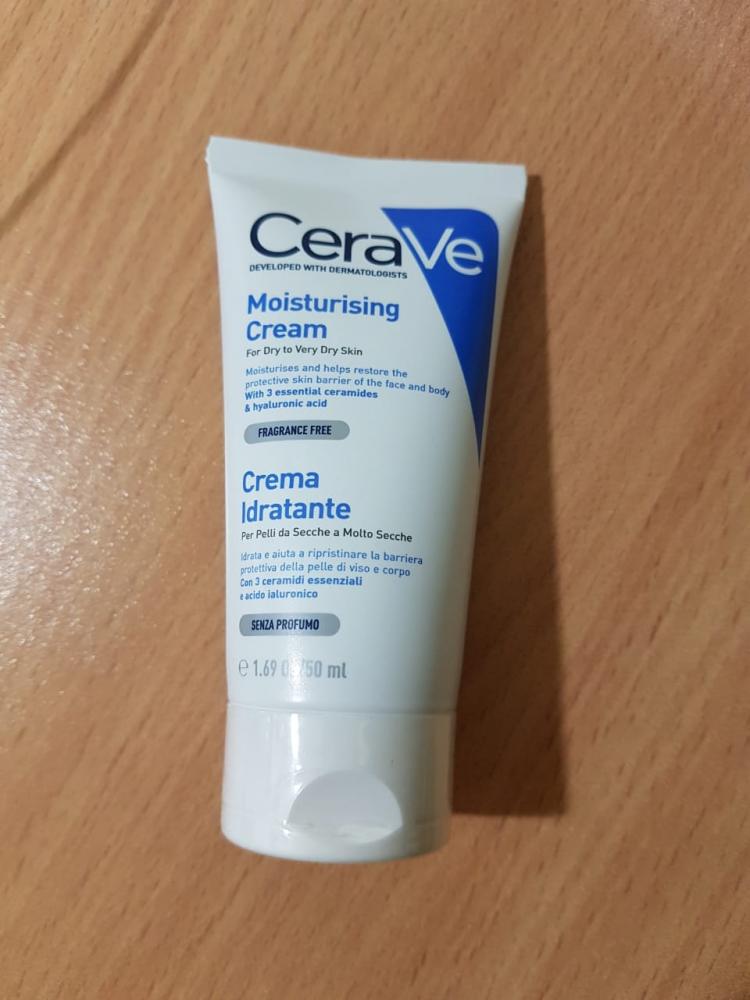 CeraVe
DEVELOPED WITH DERMATOLOGISTS
Moisturising
Cream
For Dry to Very Dry Skin
Moisturises and helps restore the
protective skin barrier of the face and body
With 3 essential ceramides
& hyaluronic acid
FRAGRANCE FREE
Crema
Idratante
Per Pelli da Secche a Molto Secche
Idrata e aiuta a ripristinare la barriera
protettiva della pelle di viso e corpo
Con 3 ceramidi essenziali
e acido ialuronico
SENZA PROFUMO
℮ 1.69 /50 ml